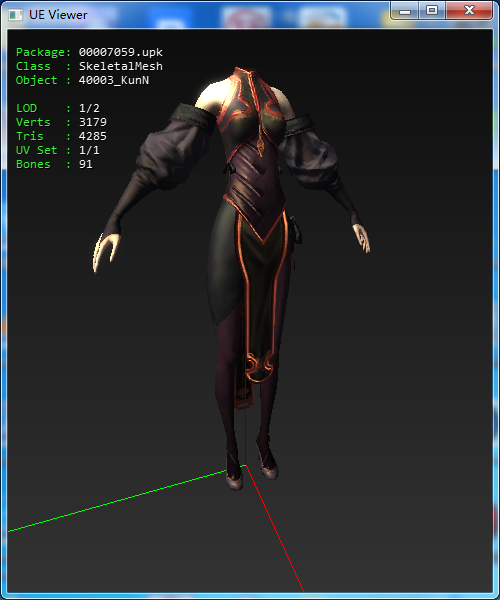 UE Viewer
Package: 00007059.upk
Class : SkeletalMesh
Object : 40003_KunN
LOD : 1/2
Verts : 3179
Tris : 4285
UV Set : 1/1
Bones : 91